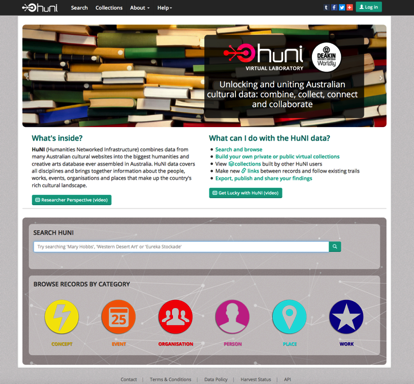 huni Search Collections About Help Log in
huni
VIRTUAL LABORATORY
DEAKIN
Worldly
Unlocking and uniting Australian
cultural data: combine, collect, connect
and collaborate
What's inside?
HuNI (Humanities Networked Infrastructure) combines data from
many Australian cultural websites into the biggest humanities and
creative arts database ever assembled in Australia. HuNI data covers
all disciplines and brings together information about the people,
works, events, organisations and places that make up the country's
rich cultural landscape.
Researcher Perspective (video)
What can I do with the HuNI data?
Search and browse
Build your own private or public virtual collections
View collections built by other HuNI users
Make new links between records and follow existing trails
Export, publish and share your findings
Get Lucky with HuNI (video)
SEARCH HUNI
Try searching: 'Mary Indols', 'Western Desert Art' or 'Eureka Stockade'
BROWSE RECORDS BY CATEGORY
25
CONCEPT EVENT ORGANISATION PERSON PLACE WORK
Contact | Terms & Conditions | Data Policy | Harvest Status | API